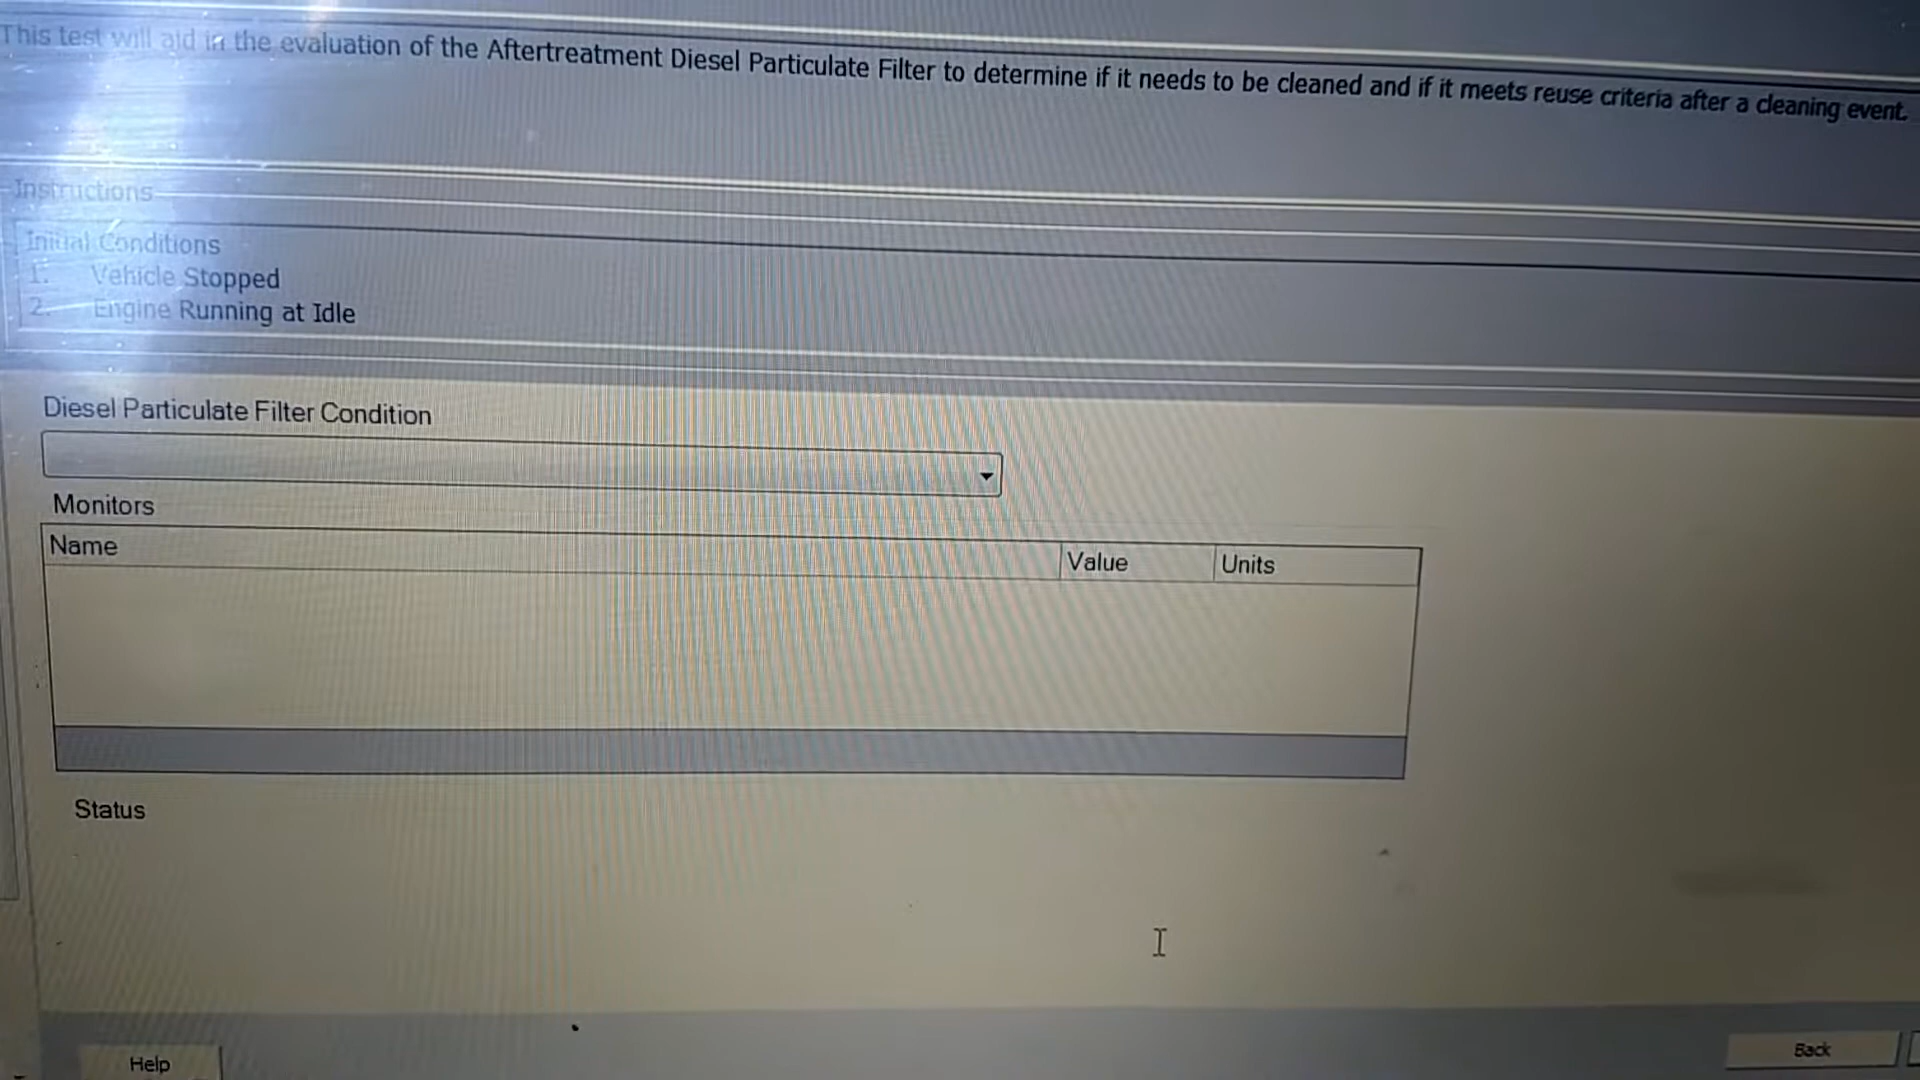 This test will aid in the evaluation of the Aftertreatment Diesel Particulate Filter to determine if it needs to be cleaned and if it meets reuse criteria after a cleaning event.
Instructions
Initial Conditions
1. Vehicle Stopped
2. Engine Running at Idle
Diesel Particulate Filter Condition
Monitors
Name Value Units
Status
Help Back